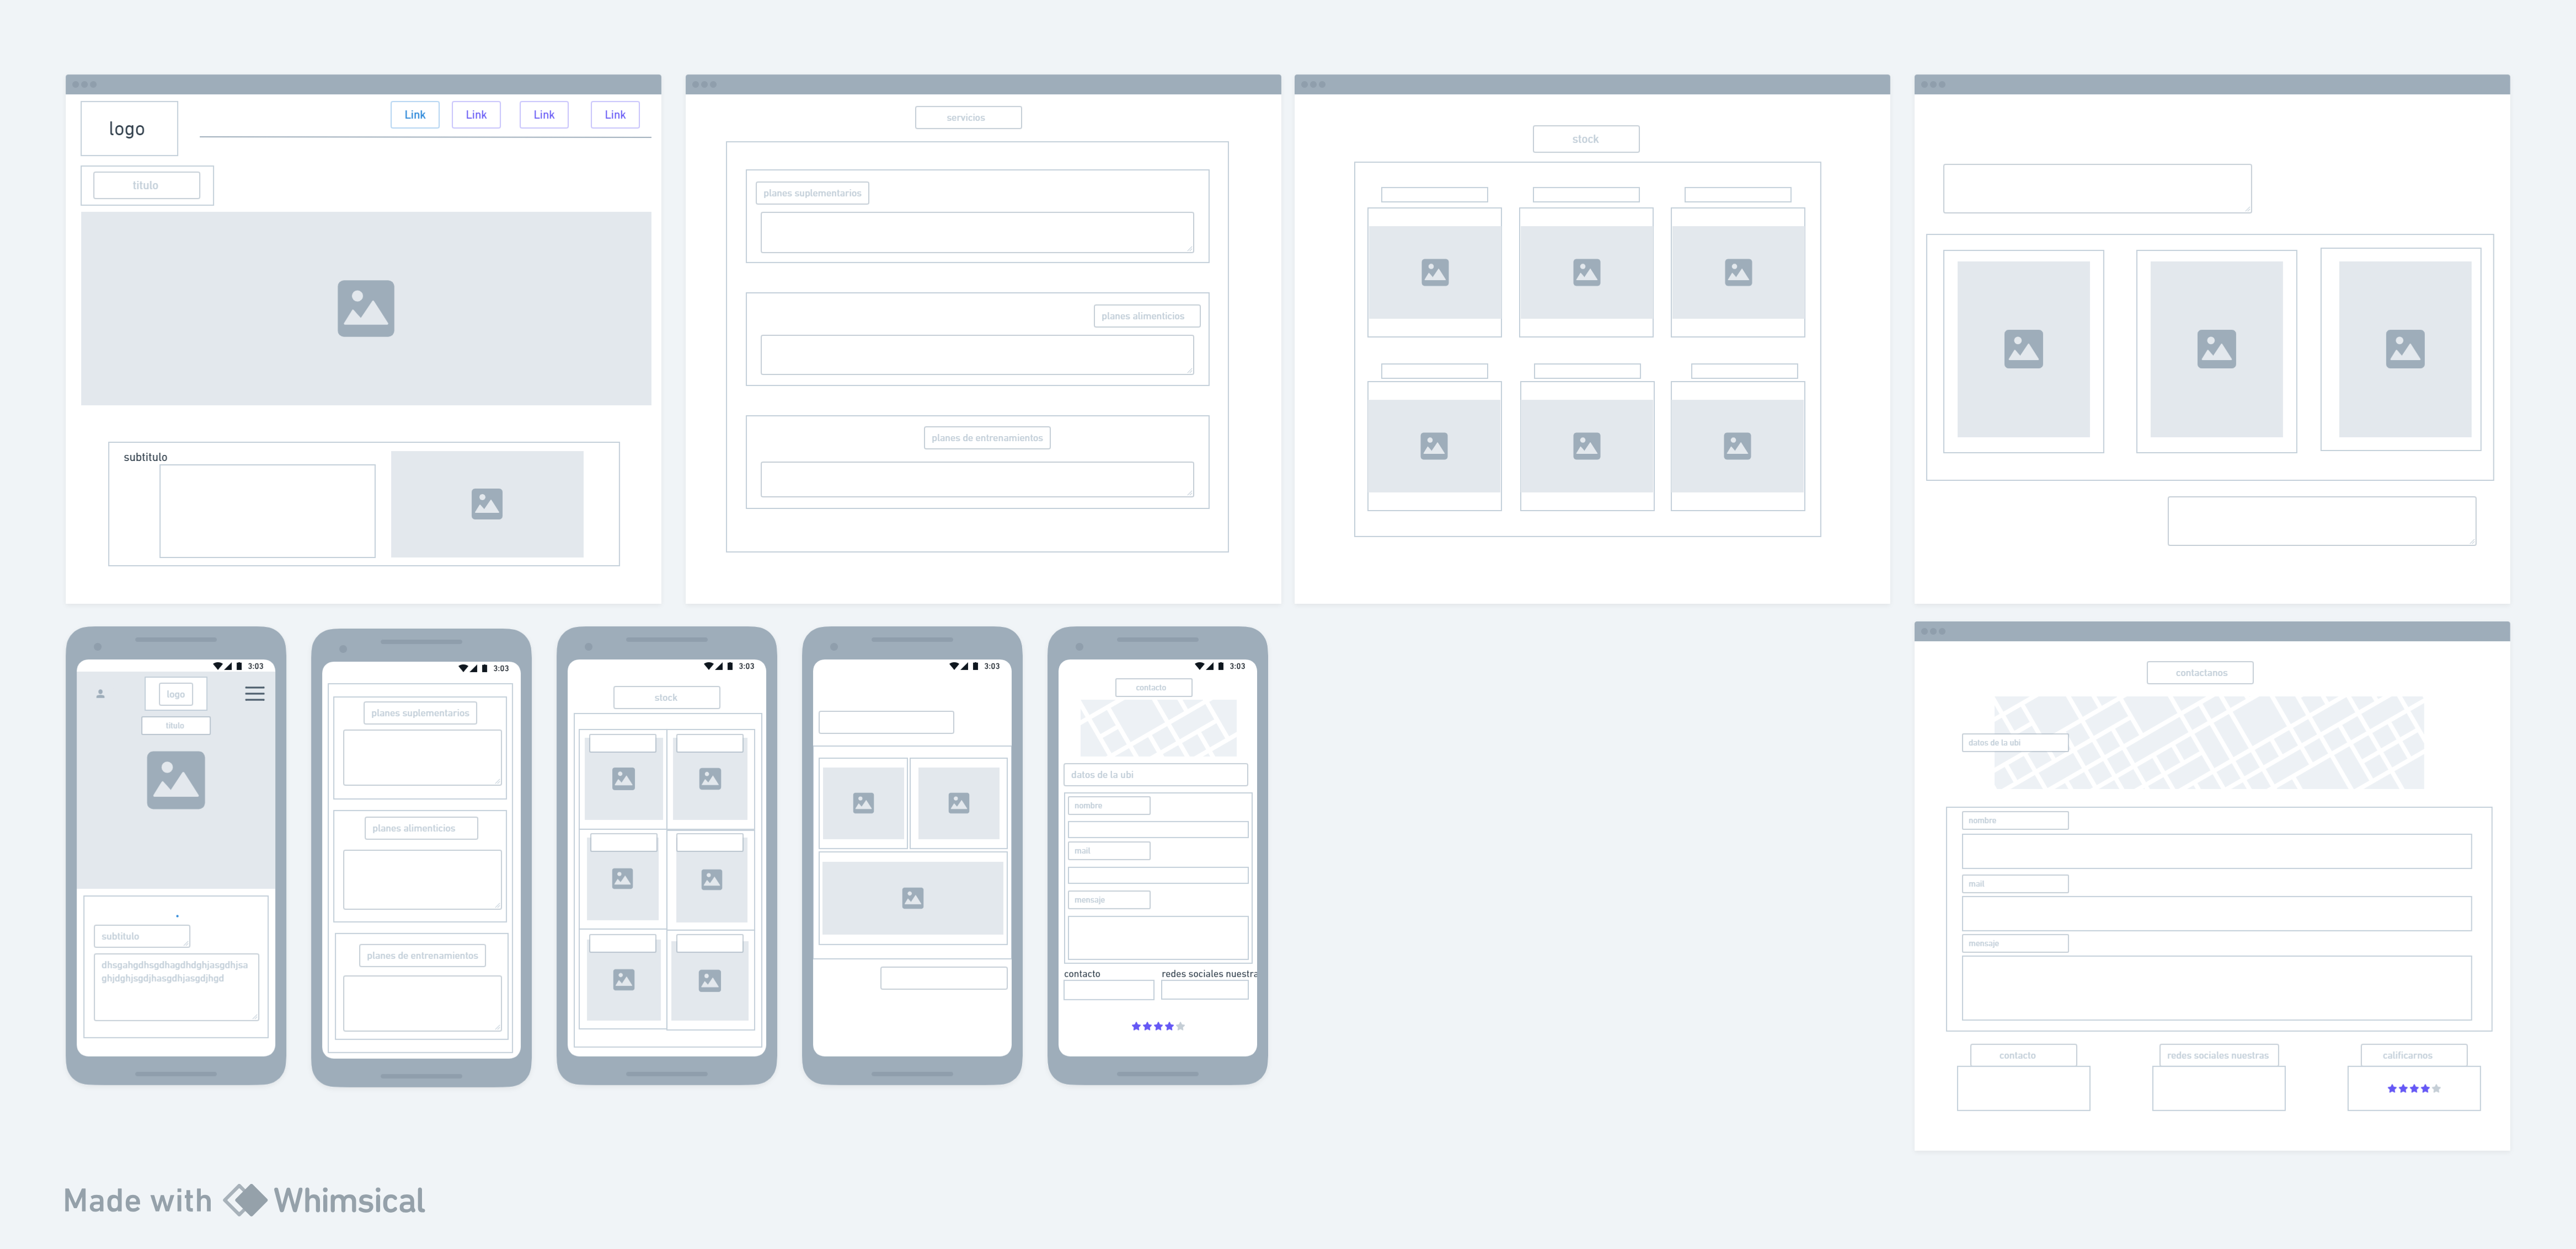 logo
Link
Link
Link
Link
titulo
subtitulo
servicios
planes suplementarios
planes alimenticios
planes de entrenamientos
stock
3:03
logo
titulo
subtitulo
dhsgahgdhsgdhagdhdghjasgdhjsa
ghjdghjsgdjhasgdhjasgdjhgd
3:03
planes suplementarios
planes alimenticios
planes de entrenamientos
3:03
stock
3:03
3:03
contacto
datos de la ubi
nombre
mail
mensaje
contacto
redes sociales nuestra
contactanos
datos de la ubi
nombre
mail
mensaje
contacto
redes sociales nuestras
calificarnos
Made with Whimsical